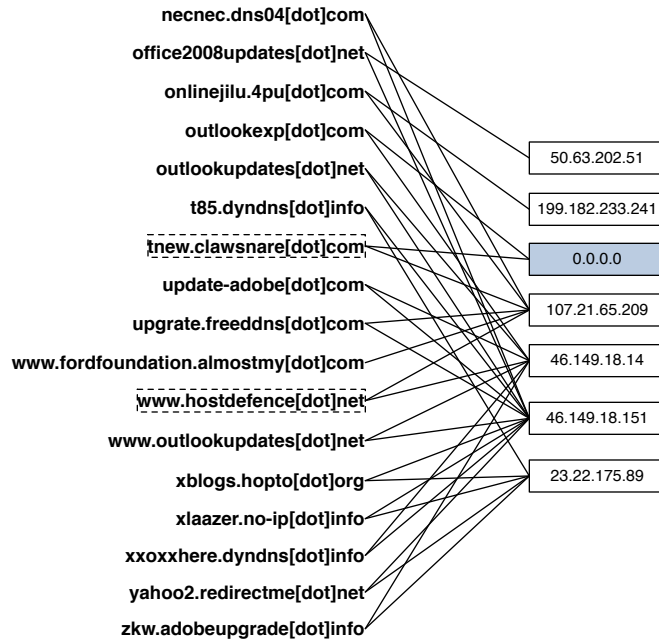 necnec.dns04[dot]com
office2008updates[dot]net
onlinejilu.4pu[dot]com
outlookexp[dot]com
outlookupdates[dot]net
t85.dyndns[dot]info
tnew.clawsnare[dot]com
update-adobe[dot]com
upgrate.freeddns[dot]com
www.fordfoundation.almostmy[dot]com
www.hostdefence[dot]net
www.outlookupdates[dot]net
xblogs.hopto[dot]org
xlaazer.no-ip[dot]info
xxoxxhere.dyndns[dot]info
yahoo2.redirectme[dot]net
zkw.adobeupgrade[dot]info
50.63.202.51
199.182.233.241
0.0.0.0
107.21.65.209
46.149.18.14
46.149.18.151
23.22.175.89